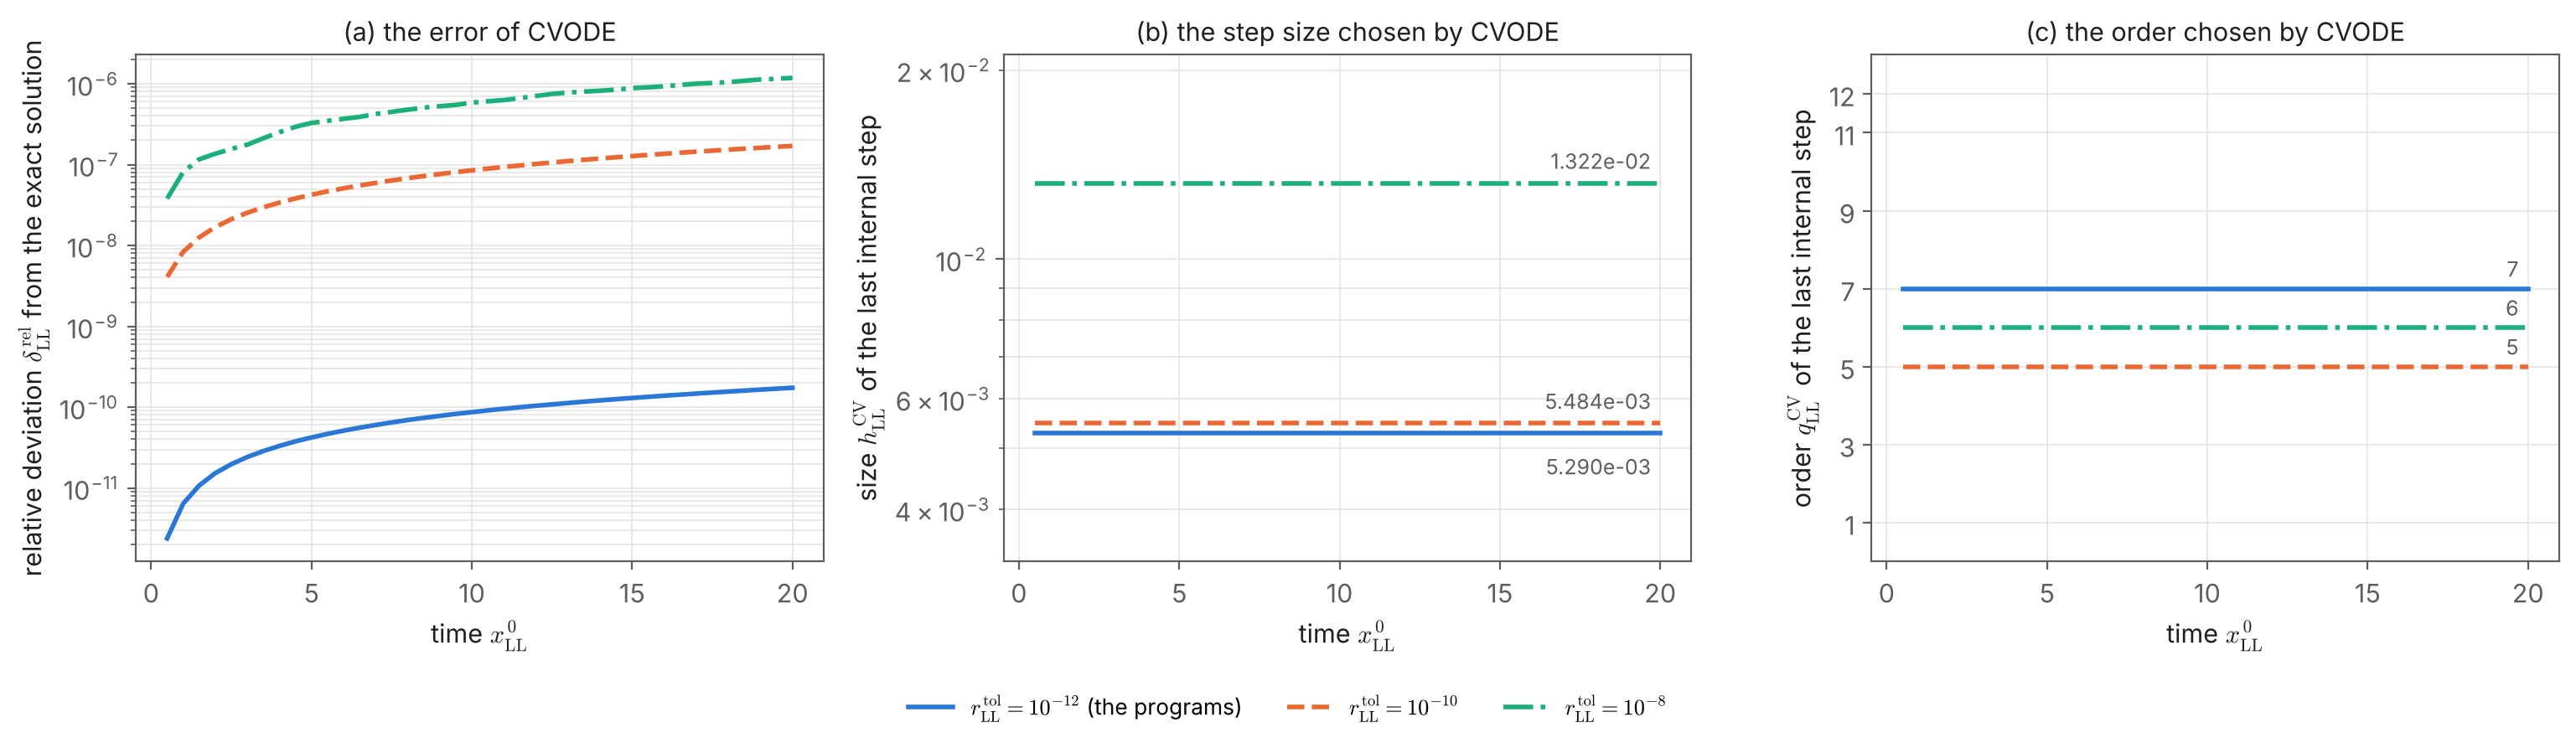 (a) the error of CVODE
relative deviation δ_LL^rel from the exact solution
10⁻⁶
10⁻⁷
10⁻⁸
10⁻⁹
10⁻¹⁰
10⁻¹¹
0 5 10 15 20
time x_LL^0
(b) the step size chosen by CVODE
size h_LL^CV of the last internal step
2 × 10⁻²
10⁻²
6 × 10⁻³
4 × 10⁻³
1.322e-02
5.484e-03
5.290e-03
0 5 10 15 20
time x_LL^0
(c) the order chosen by CVODE
order q_LL^CV of the last internal step
12
11
9
7
5
3
1
7
6
5
0 5 10 15 20
time x_LL^0
r_LL^tol = 10⁻¹² (the programs) r_LL^tol = 10⁻¹⁰ r_LL^tol = 10⁻⁸